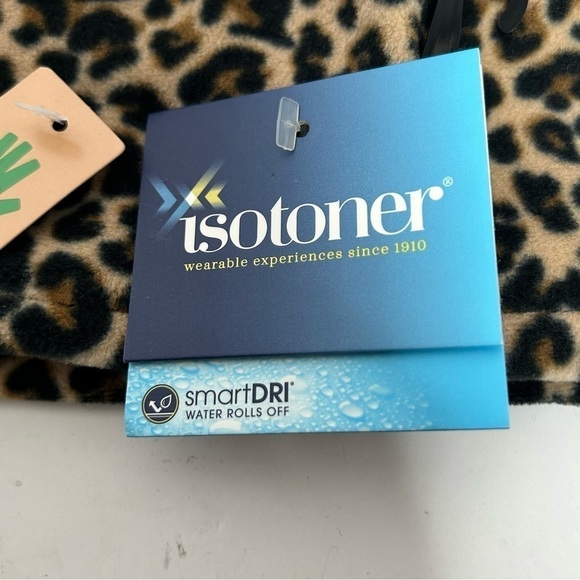 isotoner®
wearable experiences since 1910
smartDRI®
WATER ROLLS OFF